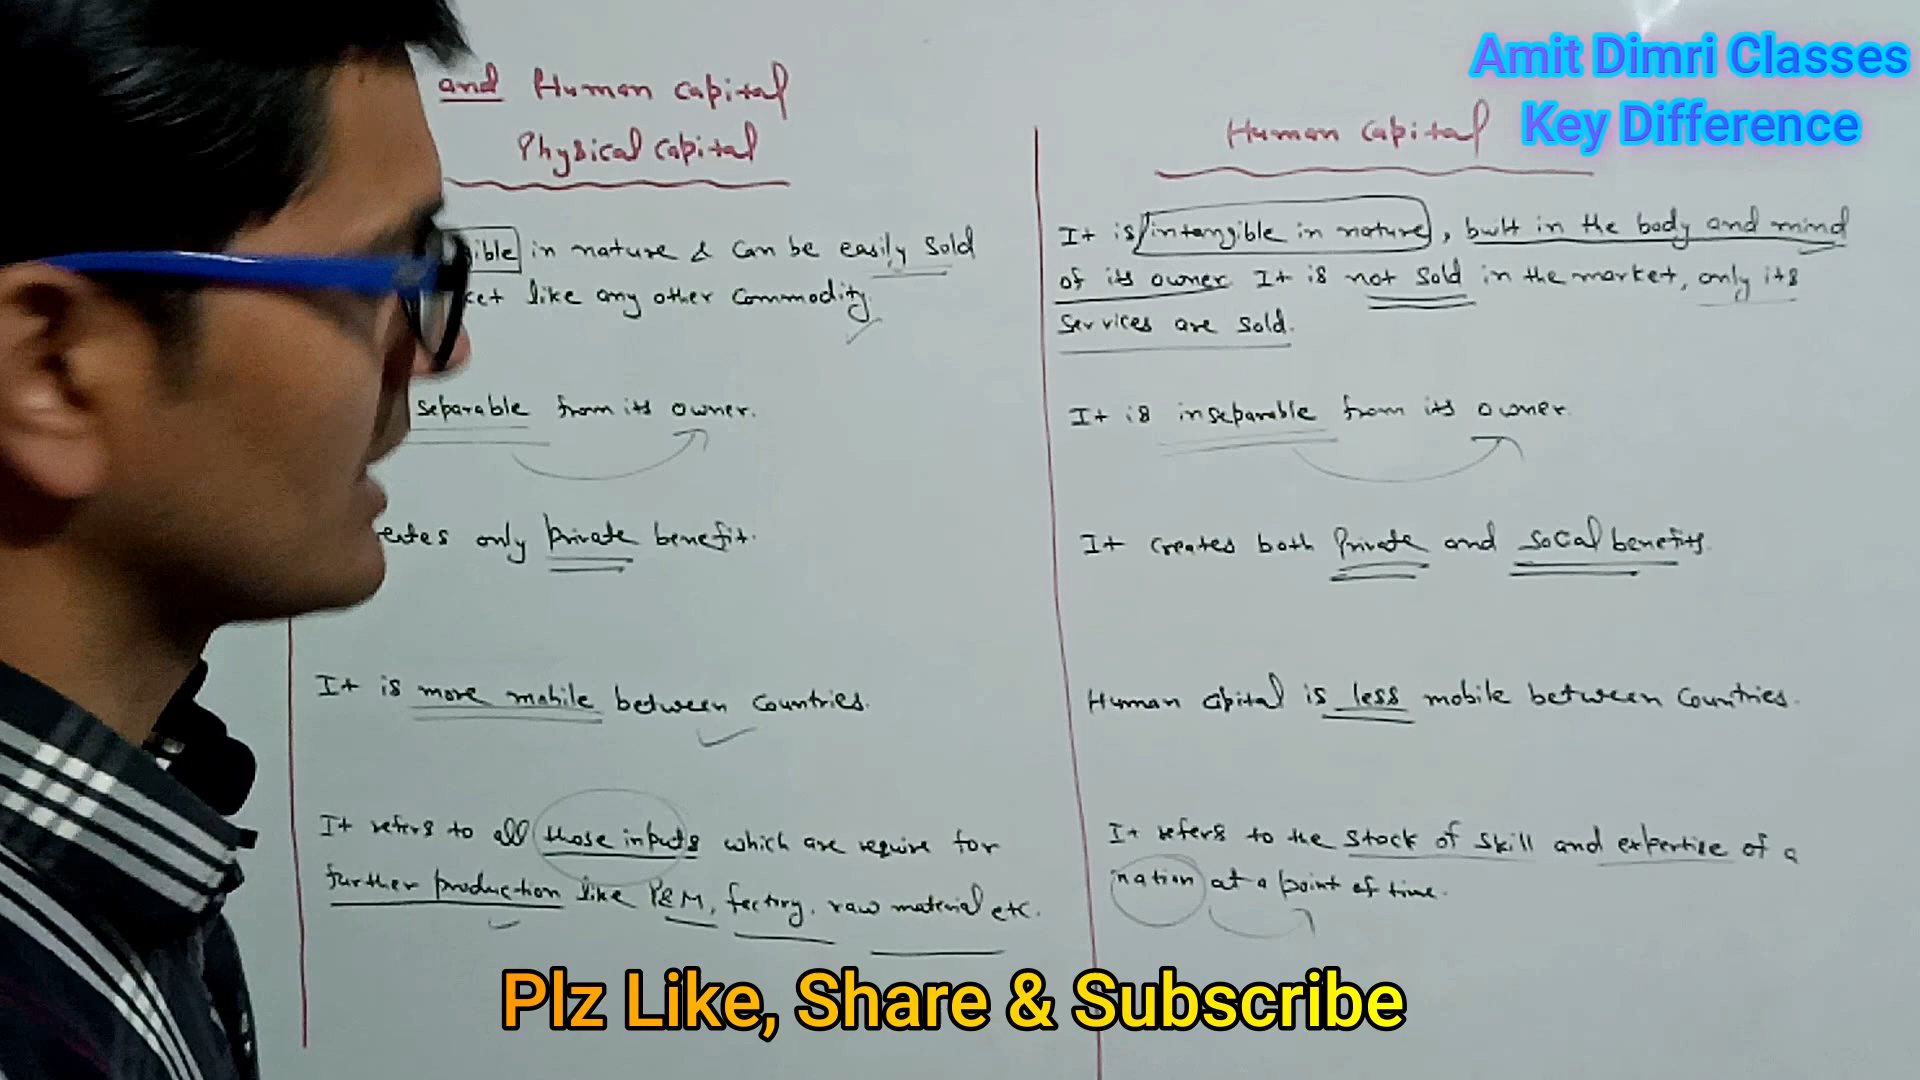 Amit Dimri Classes
Key Difference
and Human Capital
Physical Capital
Human Capital
ible in nature & can be easily sold
ket like any other commodity
separable from its owner.
eates only private benefit.
It is more mobile between countries.
It refers to all those inputs which are require for
further production like P&M, factory, raw material etc.
It is intangible in nature, built in the body and mind
of its owner. It is not sold in the market, only its
services are sold.
It is inseparable from its owner.
It creates both private and social benefits.
Human capital is less mobile between countries.
It refers to the stock of skill and expertise of a
nation at a point of time.
Plz Like, Share & Subscribe